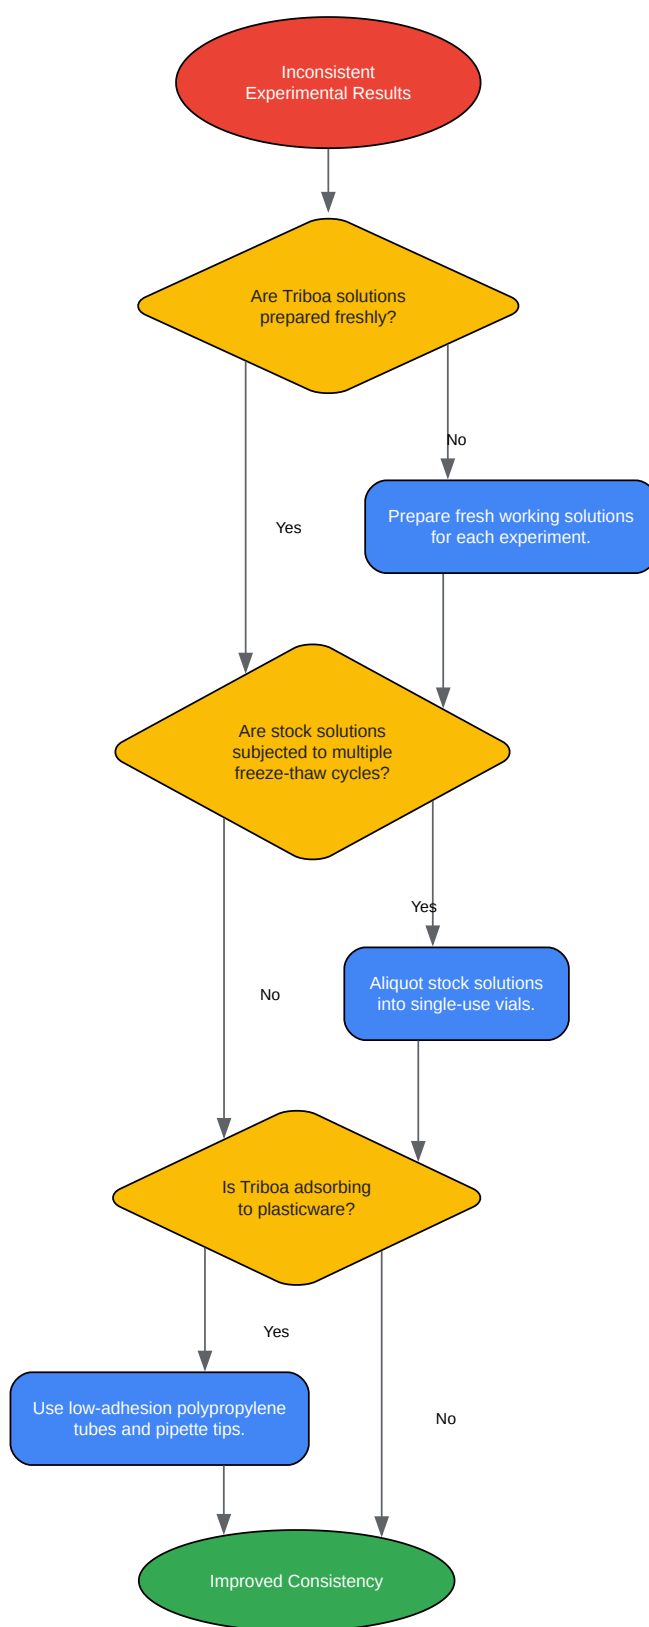 Inconsistent
Experimental Results
Are Triboa solutions
prepared freshly?
No
Prepare fresh working solutions
for each experiment.
Yes
Are stock solutions
subjected to multiple
freeze-thaw cycles?
Yes
Aliquot stock solutions
into single-use vials.
No
Is Triboa adsorbing
to plasticware?
Yes
Use low-adhesion polypropylene
tubes and pipette tips.
No
Improved Consistency